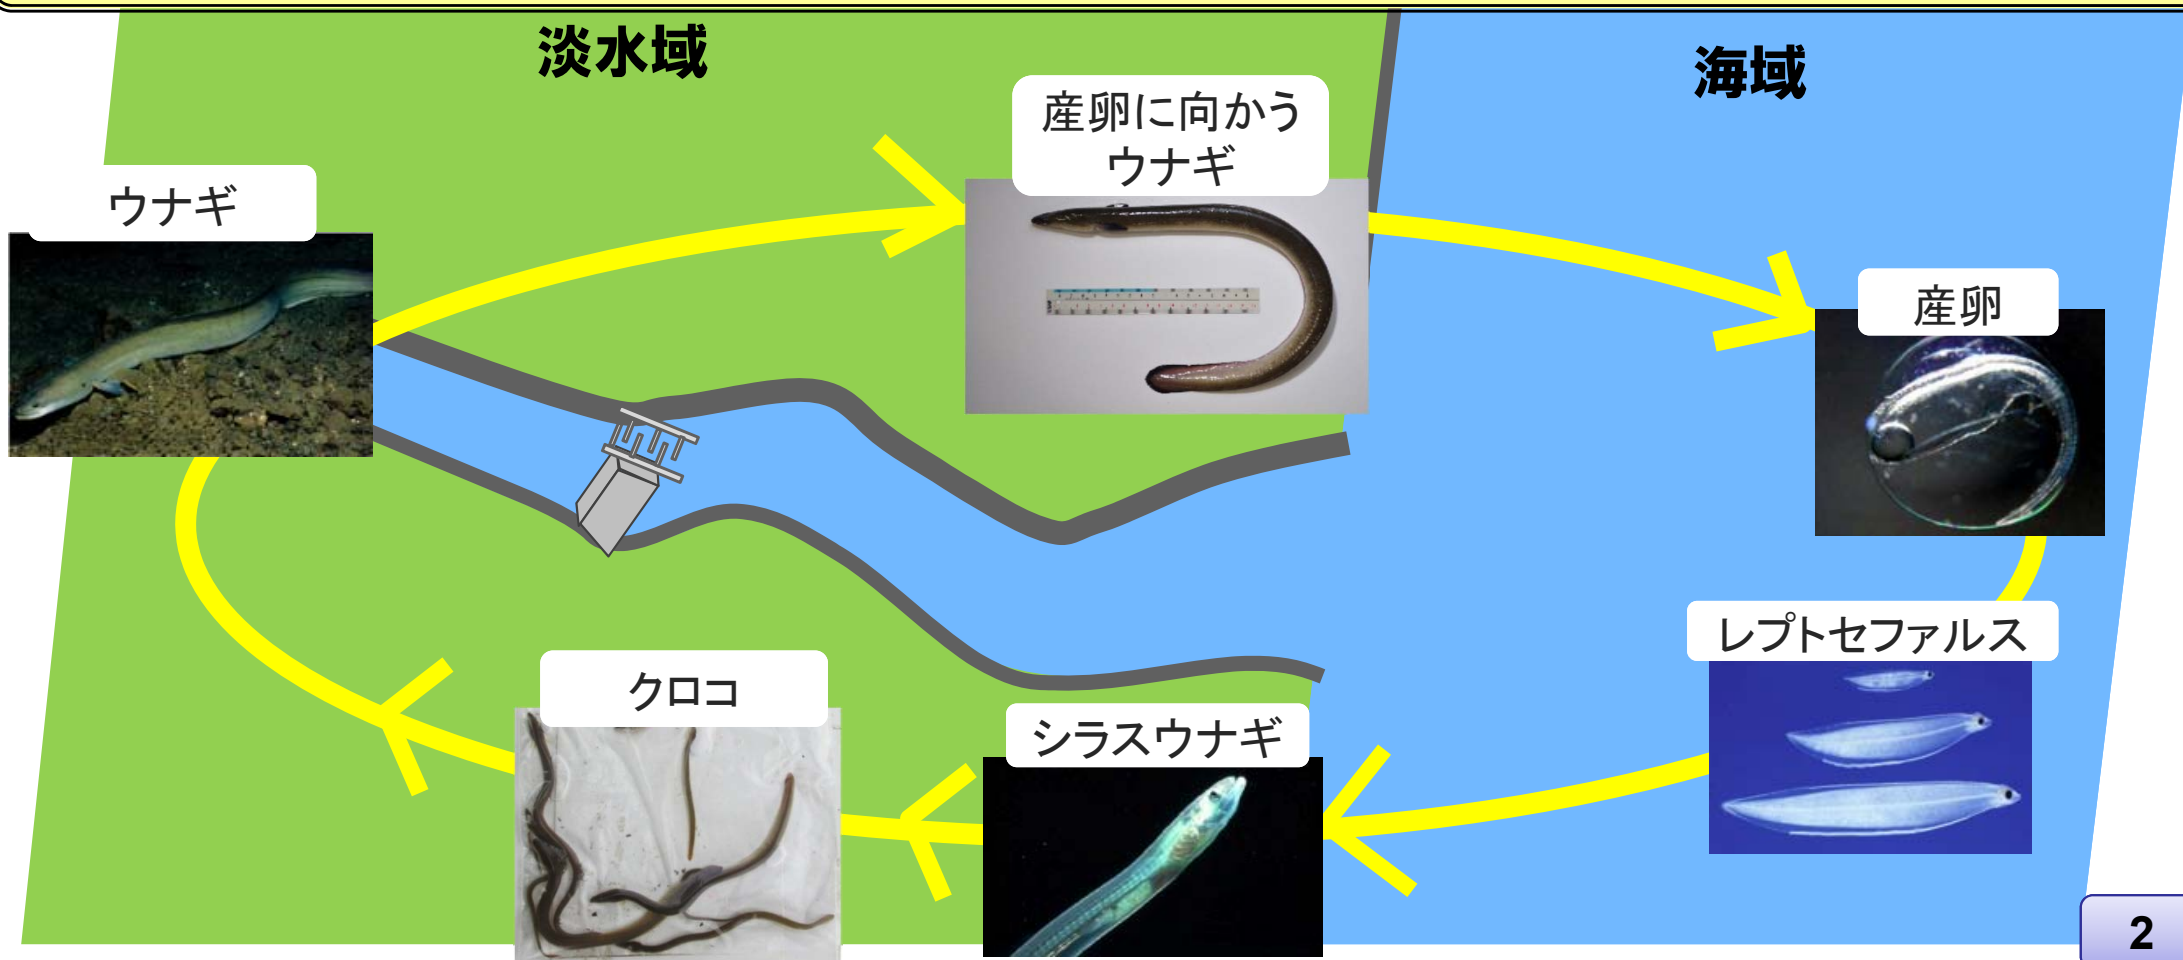 淡水域
海域
産卵に向かう
ウナギ
ウナギ
産卵
レプトセファルス
クロコ
シラスウナギ
2